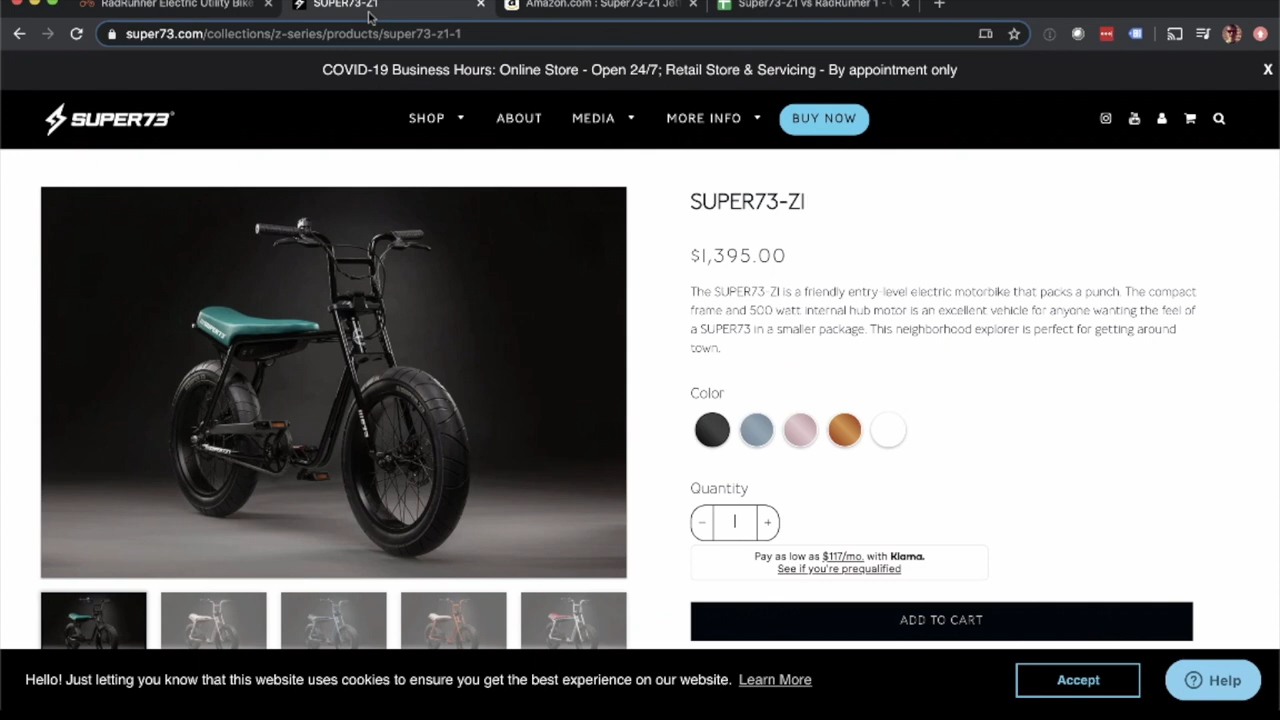 RadRunner Electric Utility Bike
SUPER73-Z1
Amazon.com : Super73-Z1 Jet
Super73-Z1 vs RadRunner 1 -
super73.com/collections/z-series/products/super73-z1-1
COVID-19 Business Hours: Online Store - Open 24/7; Retail Store & Servicing - By appointment only
X
SUPER73
SHOP
ABOUT
MEDIA
MORE INFO
BUY NOW
SUPER73-Z1
$1,395.00
The SUPER73-Z1 is a friendly entry-level electric motorbike that packs a punch. The compact
frame and 500 watt internal hub motor is an excellent vehicle for anyone wanting the feel of
a SUPER73 in a smaller package. This neighborhood explorer is perfect for getting around
town.
Color
Quantity
- 1 +
Pay as low as $117/mo. with Klarna.
See if you're prequalified
ADD TO CART
Hello! Just letting you know that this website uses cookies to ensure you get the best experience on our website. Learn More
Accept
Help